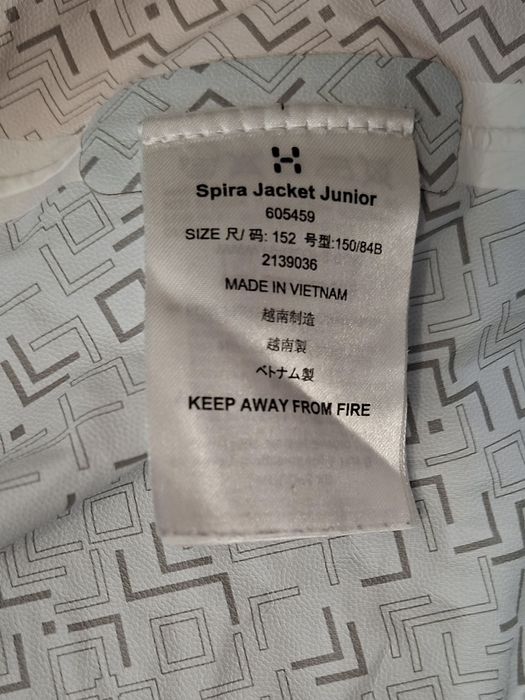 Spira Jacket Junior
605459
SIZE 尺/ 码: 152 号型:150/84B
2139036
MADE IN VIETNAM
越南制造
越南製
ベトナム製
KEEP AWAY FROM FIRE